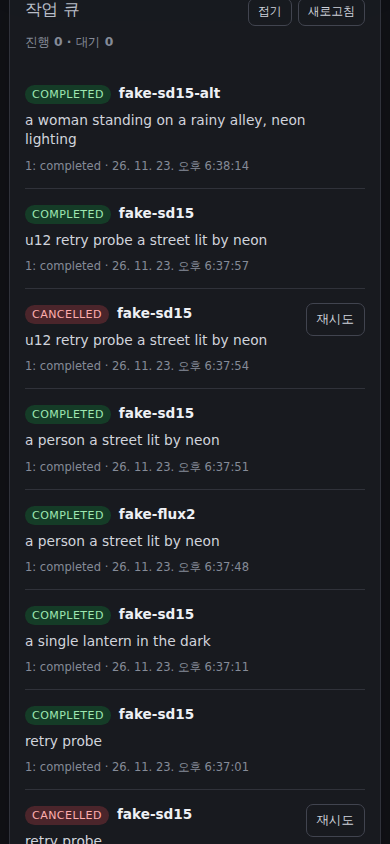 작업 큐
접기
새로고침
진행 0 · 대기 0
COMPLETED fake-sd15-alt
a woman standing on a rainy alley, neon
lighting
1: completed · 26. 11. 23. 오후 6:38:14
COMPLETED fake-sd15
u12 retry probe a street lit by neon
1: completed · 26. 11. 23. 오후 6:37:57
CANCELLED fake-sd15
재시도
u12 retry probe a street lit by neon
1: completed · 26. 11. 23. 오후 6:37:54
COMPLETED fake-sd15
a person a street lit by neon
1: completed · 26. 11. 23. 오후 6:37:51
COMPLETED fake-flux2
a person a street lit by neon
1: completed · 26. 11. 23. 오후 6:37:48
COMPLETED fake-sd15
a single lantern in the dark
1: completed · 26. 11. 23. 오후 6:37:11
COMPLETED fake-sd15
retry probe
1: completed · 26. 11. 23. 오후 6:37:01
CANCELLED fake-sd15
재시도
retry probe